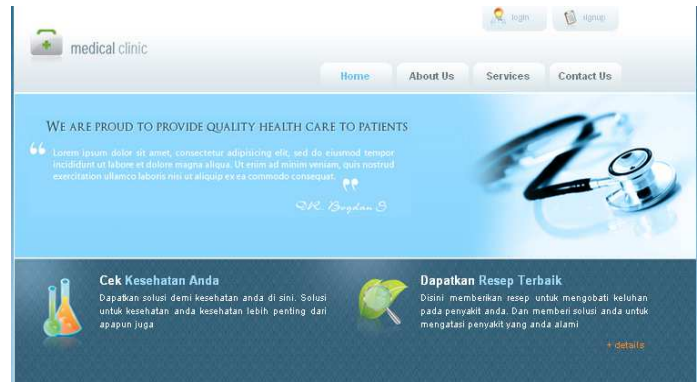 login
signup
medical clinic
Home
About Us
Services
Contact Us
WE ARE PROUD TO PROVIDE QUALITY HEALTH CARE TO PATIENTS
“ Lorem ipsum dolor sit amet, consectetur adipisicing elit, sed do eiusmod tempor
incididunt ut labore et dolore magna aliqua. Ut enim ad minim veniam, quis nostrud
exercitation ullamco laboris nisi ut aliquip ex ea commodo consequat. ”
DR. Bogdan S
Cek Kesehatan Anda
Dapatkan solusi demi kesehatan anda di sini. Solusi
untuk kesehatan anda kesehatan lebih penting dari
apapun juga
Dapatkan Resep Terbaik
Disini memberikan resep untuk mengobati keluhan
pada penyakit anda. Dan memberi solusi anda untuk
mengatasi penyakit yang anda alami
+ details